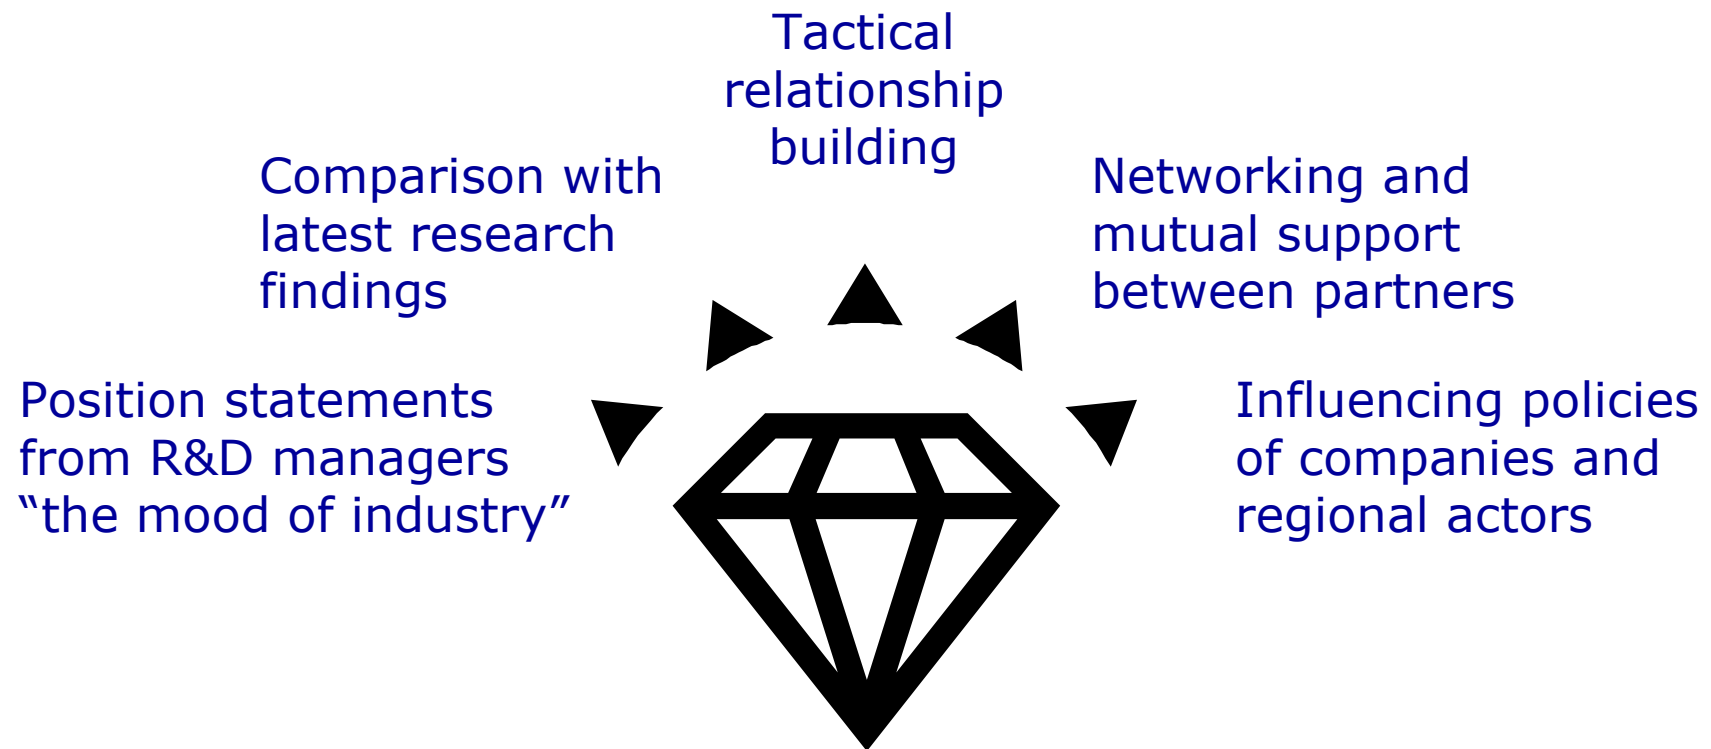 Tactical
relationship
building
Comparison with
latest research
findings
Networking and
mutual support
between partners
Position statements
from R&D managers
“the mood of industry”
Influencing policies
of companies and
regional actors